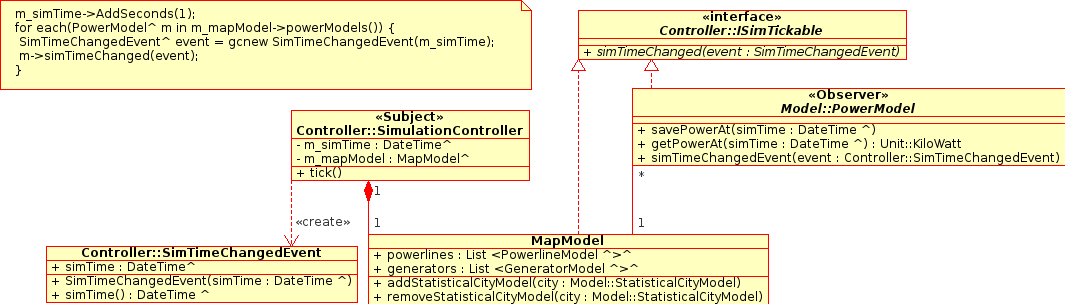 m_simTime->AddSeconds(1);
for each(PowerModel^ m in m_mapModel->powerModels()) {
SimTimeChangedEvent^ event = gcnew SimTimeChangedEvent(m_simTime);
m->simTimeChanged(event);
}
«interface»
Controller::ISimTickable
+ simTimeChanged(event : SimTimeChangedEvent)
«Observer»
Model::PowerModel
+ savePowerAt(simTime : DateTime ^)
+ getPowerAt(simTime : DateTime ^) : Unit::KiloWatt
+ simTimeChangedEvent(event : Controller::SimTimeChangedEvent)
«Subject»
Controller::SimulationController
- m_simTime : DateTime^
- m_mapModel : MapModel^
+ tick()
1
*
«create»
1
1
Controller::SimTimeChangedEvent
+ simTime : DateTime^
+ SimTimeChangedEvent(simTime : DateTime ^)
+ simTime() : DateTime ^
MapModel
+ powerlines : List <PowerlineModel ^>^
+ generators : List <GeneratorModel ^>^
+ addStatisticalCityModel(city : Model::StatisticalCityModel)
+ removeStatisticalCityModel(city : Model::StatisticalCityModel)